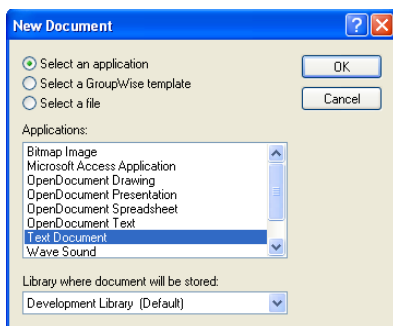 New Document
Select an application
OK
Select a GroupWise template
Cancel
Select a file
Applications:
Bitmap Image
Microsoft Access Application
OpenDocument Drawing
OpenDocument Presentation
OpenDocument Spreadsheet
OpenDocument Text
Text Document
Wave Sound
Library where document will be stored:
Development Library (Default)